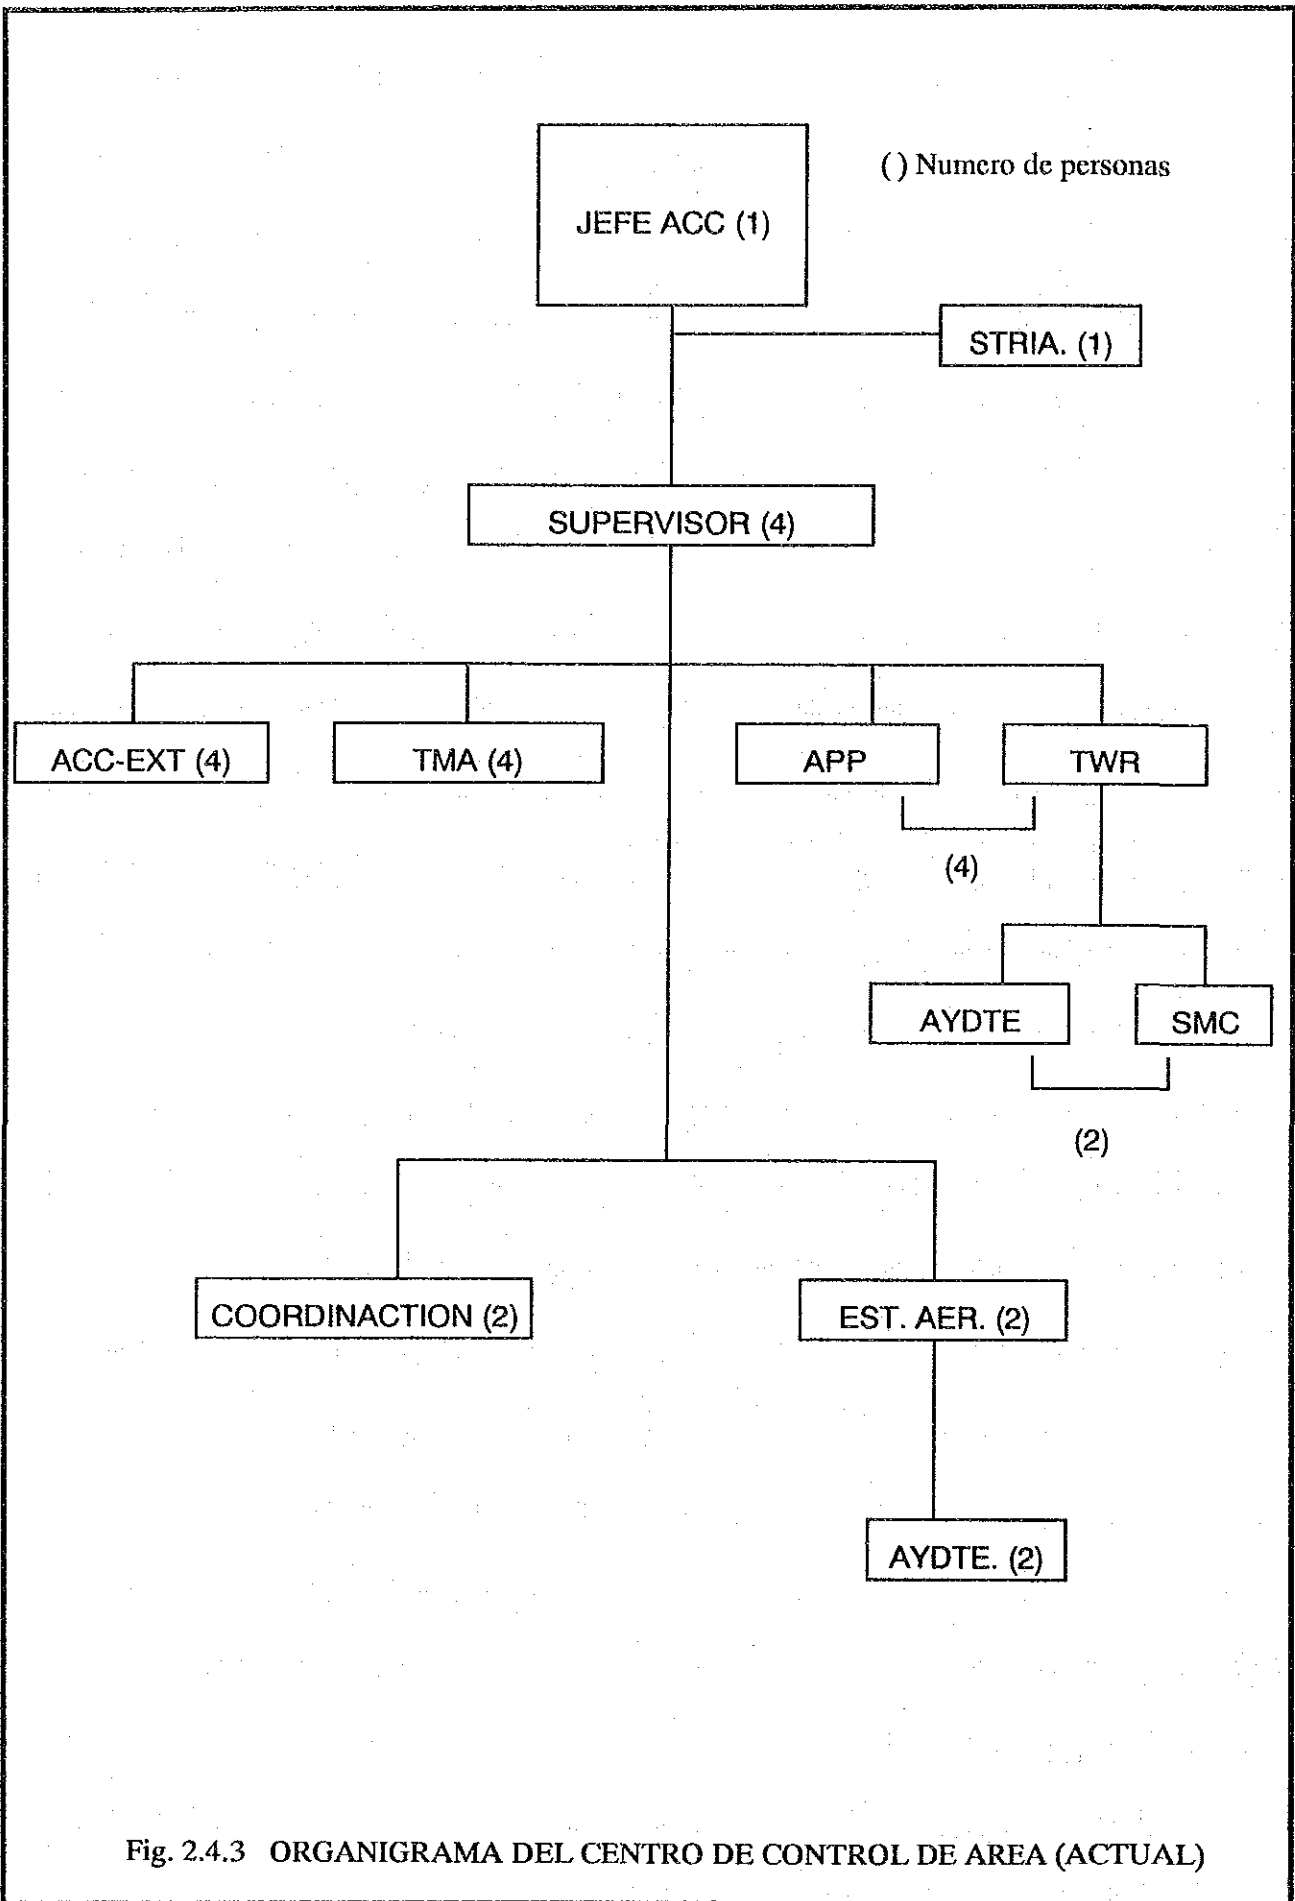 () Numero de personas
JEFE ACC (1)
STRIA. (1)
SUPERVISOR (4)
ACC-EXT (4)
TMA (4)
APP
TWR
(4)
AYDTE
SMC
(2)
COORDINACTION (2)
EST. AER. (2)
AYDTE. (2)
Fig. 2.4.3 ORGANIGRAMA DEL CENTRO DE CONTROL DE AREA (ACTUAL)